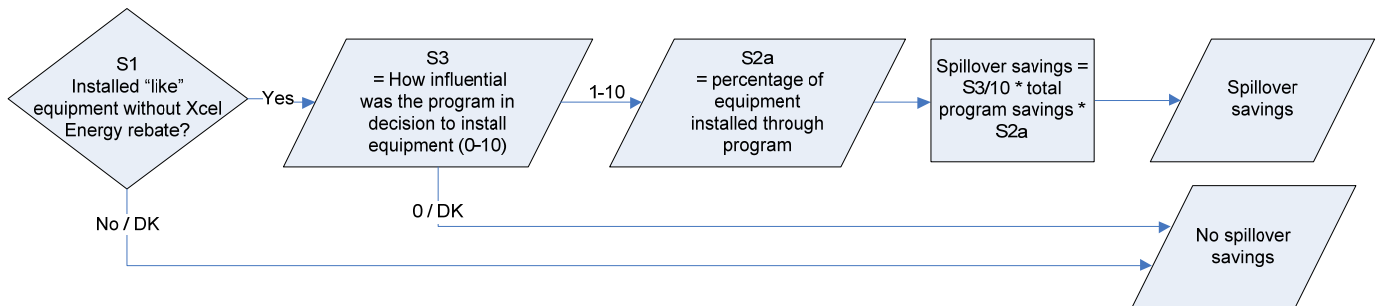 S1
Installed “like”
equipment without Xcel
Energy rebate?
Yes
S3
= How influential
was the program in
decision to install
equipment (0-10)
1-10
S2a
= percentage of
equipment
installed through
program
Spillover savings =
S3/10 * total
program savings *
S2a
Spillover
savings
No / DK
0 / DK
No spillover
savings